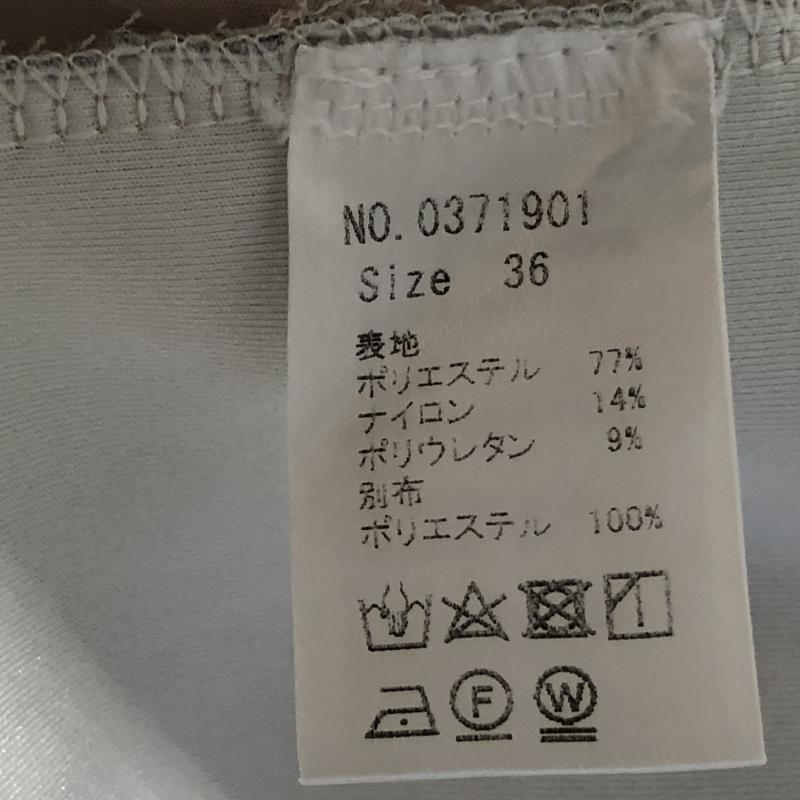 NO. 0371901
Size 36
表地
ポリエステル 77%
ナイロン 14%
ポリウレタン 9%
別布
ポリエステル 100%
F W